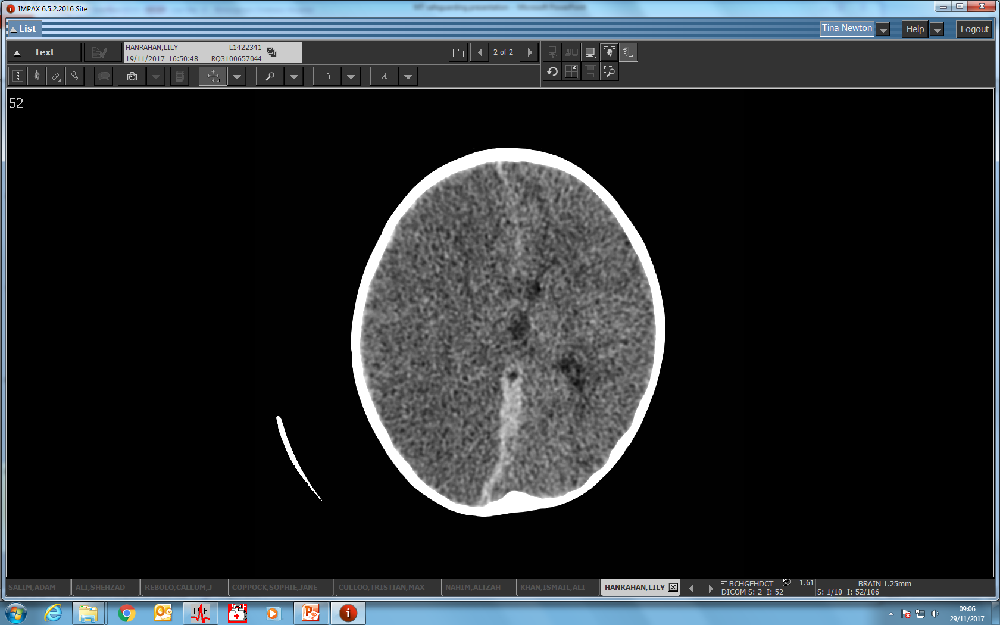 IMPAX 6.5.2.2016 Site
List
Tina Newton
Help
Logout
Text
HANRAHAN,LILY L1422341
19/11/2017 16:50:48 RQ3100657044
2 of 2
A
52
SALIM,ADAM
ALI,SHEHZAD
REBOLO,CALLUM,J
COPPOCK,SOPHIE,JANE
CULLOO,TRISTIAN,MAX
NAHIM,ALIZAH
KHAN,ISMAIL,ALI
HANRAHAN,LILY
BCHGEHDCT 1.61 BRAIN 1.25mm
DICOM S: 2 I: 52 S: 1/10 I: 52/106
09:06
29/11/2017